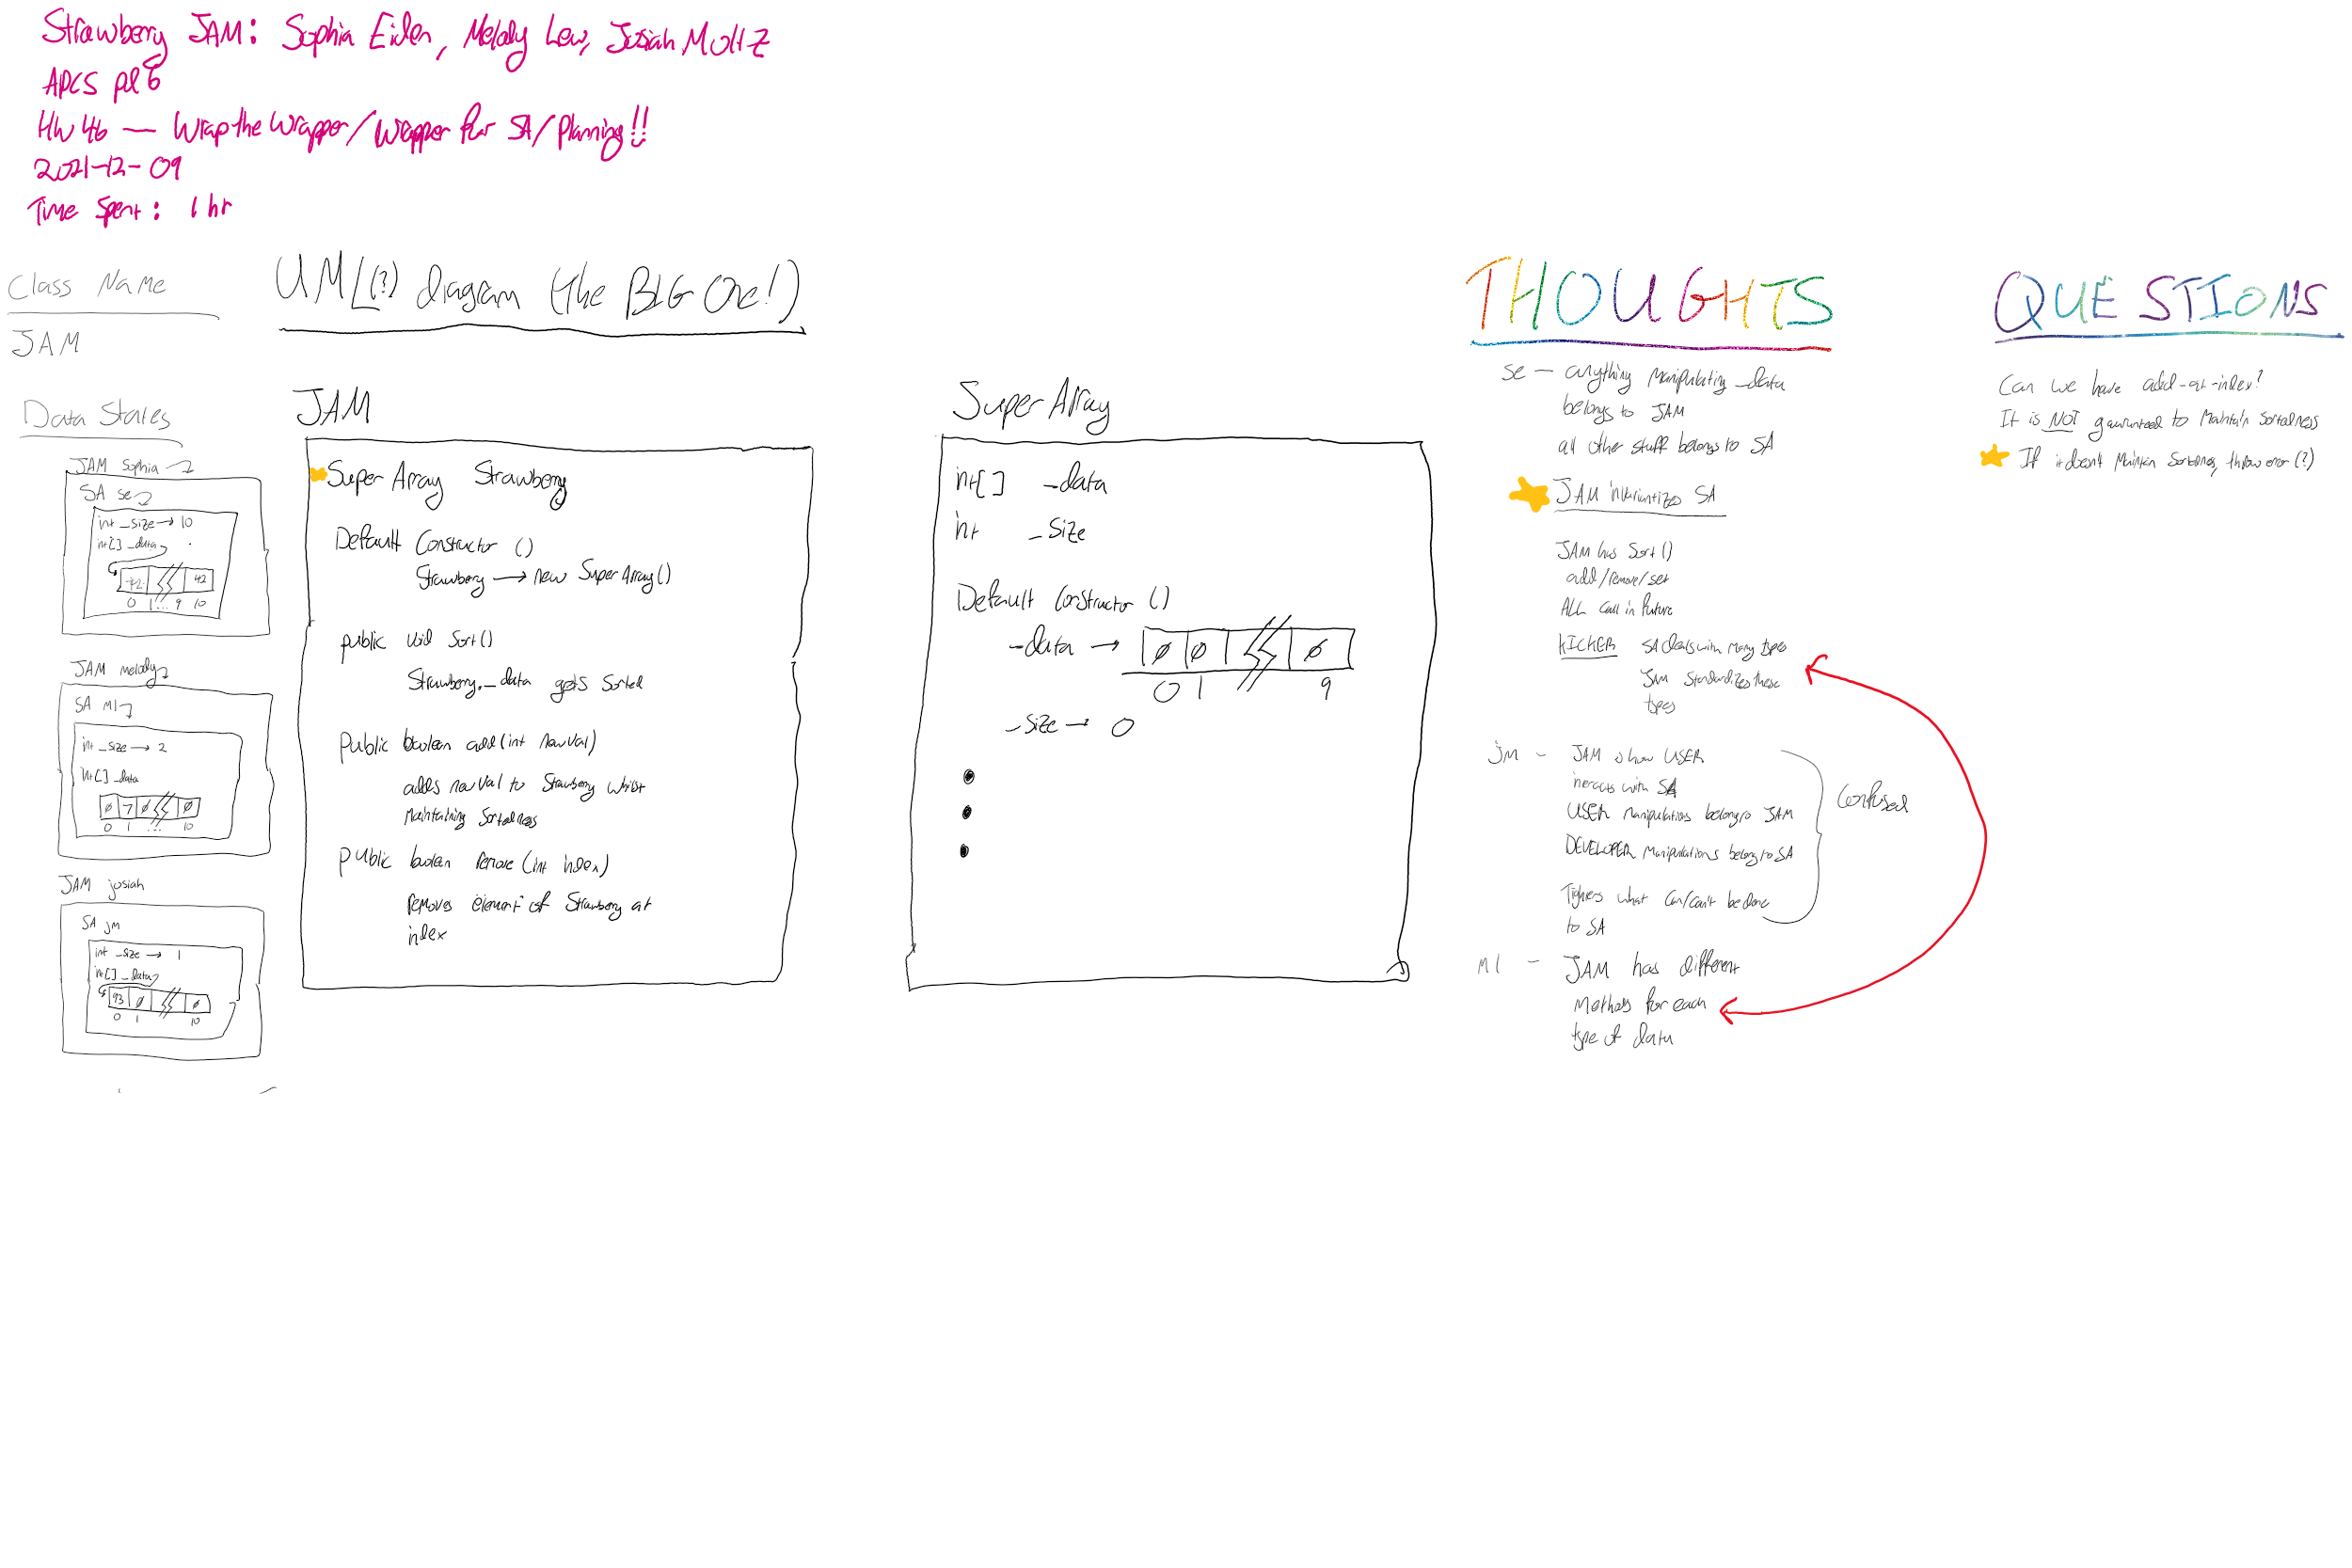 Strawberry JAM: Sophia Eiden, Melody Lew, Josiah Moltz
APCS pd 6
HW 46 — Wrap the Wrapper/Wrapper for SA/Planning!!
2021-12-09
Time Spent: 1 hr
Class Name
JAM
Data States
JAM Sophia
SA se
int _size → 10
int[] _data
42
0 1 ... 9 10
JAM melody
SA ml
int _size → 2
int[] _data
0 7 0 0
0 1 ... 10
JAM josiah
SA jm
int _size → 1
int[] _data
93 0 0
0 1 10
UML(?) diagram (the BIG One!)
JAM
Super Array Strawberry
Default Constructor ()
Strawberry → new Super Array()
public void Sort()
Strawberry._data gets sorted
public boolean add(int newVal)
adds newVal to Strawberry whilst
Maintaining Sortedness
public boolean remove (int index)
removes element of Strawberry at
index
Super Array
int[] _data
int _size
Default Constructor ()
_data → 0 0 0
0 1 9
_size → 0
THOUGHTS
se — anything manipulating _data
belongs to JAM
all other stuff belongs to SA
JAM invariantizes SA
JAM has Sort()
add/remove/set
ALL call in future
KICKER SA deals with many types
JAM standardizes these
types
jm - JAM is how USER
with SA
USER manipulations belong to JAM
DEVELOPER manipulations belong to SA
Confused
what can/can't be done
to SA
ml - JAM has different
methods for each
type of data
QUESTIONS
Can we have add-at-index?
It is NOT guarunteed to maintain sortedness
If it doesn't maintain sortedness, throw error(?)